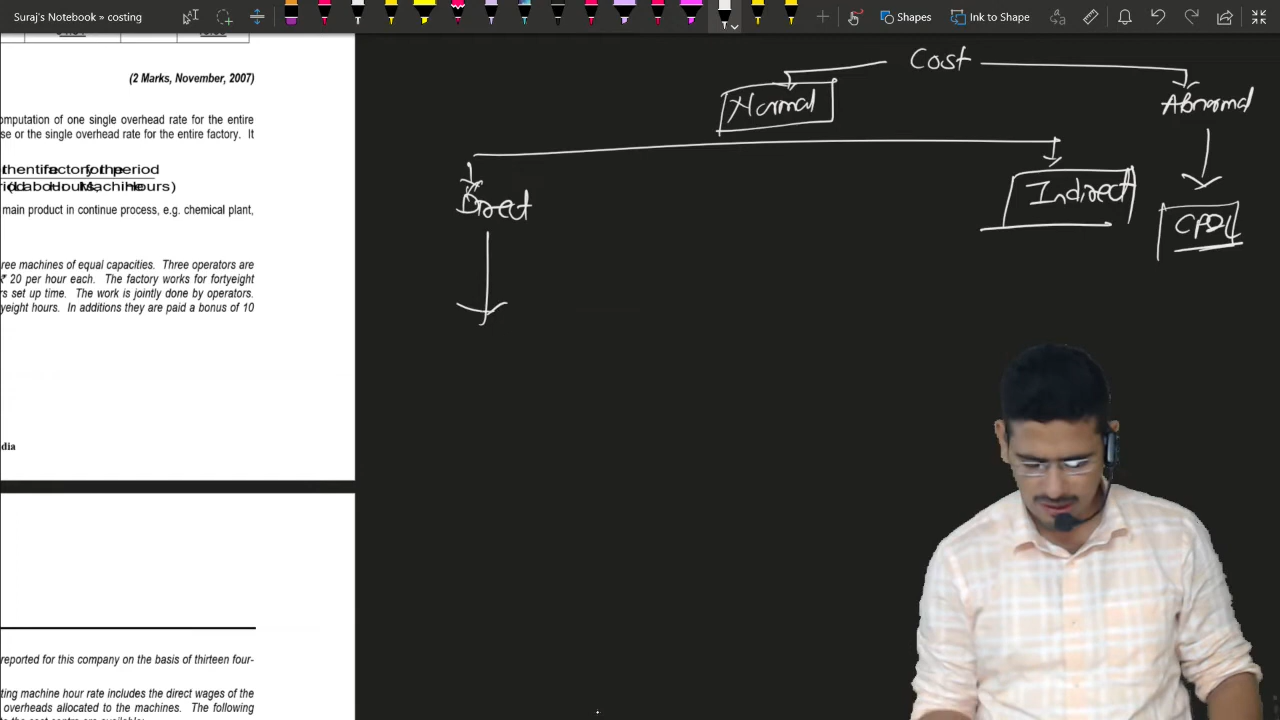 Suraj's Notebook » costing
Shapes
Ink to Shape
(2 Marks, November, 2007)
omputation of one single overhead rate for the entire
se or the single overhead rate for the entire factory. It
main product in continue process, e.g. chemical plant,
ree machines of equal capacities. Three operators are
₹ 20 per hour each. The factory works for fortyeight
rs set up time. The work is jointly done by operators.
yeight hours. In additions they are paid a bonus of 10
dia
reported for this company on the basis of thirteen four-
ting machine hour rate includes the direct wages of the
overheads allocated to the machines. The following
Cost
Normal
Abnormal
Direct
Indirect